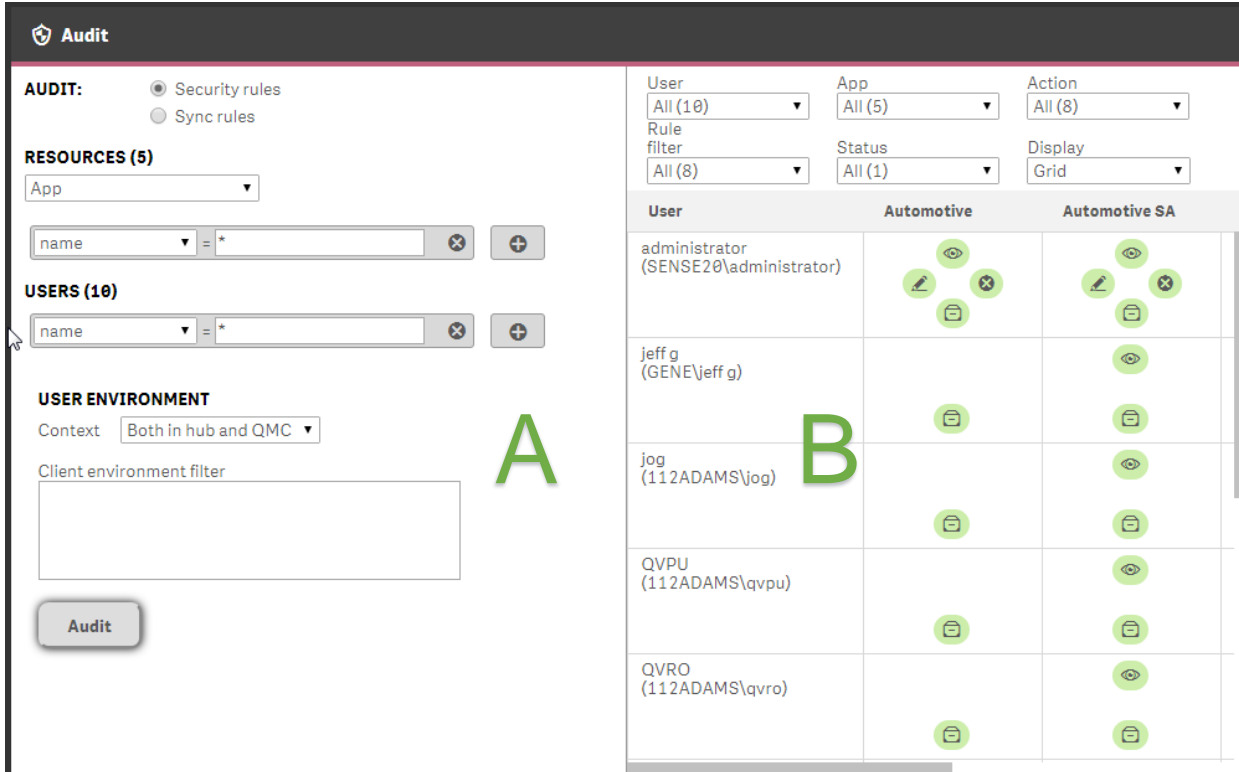 Audit
AUDIT: Security rules
Sync rules
RESOURCES (5)
App
name = *
USERS (10)
name = *
USER ENVIRONMENT
Context Both in hub and QMC
Client environment filter
Audit
A
User App Action
All (10) All (5) All (8)
Rule
filter Status Display
All (8) All (1) Grid
User Automotive Automotive SA
administrator
(SENSE20\administrator)
jeff g
(GENE\jeff g)
B
jog
(112ADAMS\jog)
QVPU
(112ADAMS\qvpu)
QVRO
(112ADAMS\qvro)